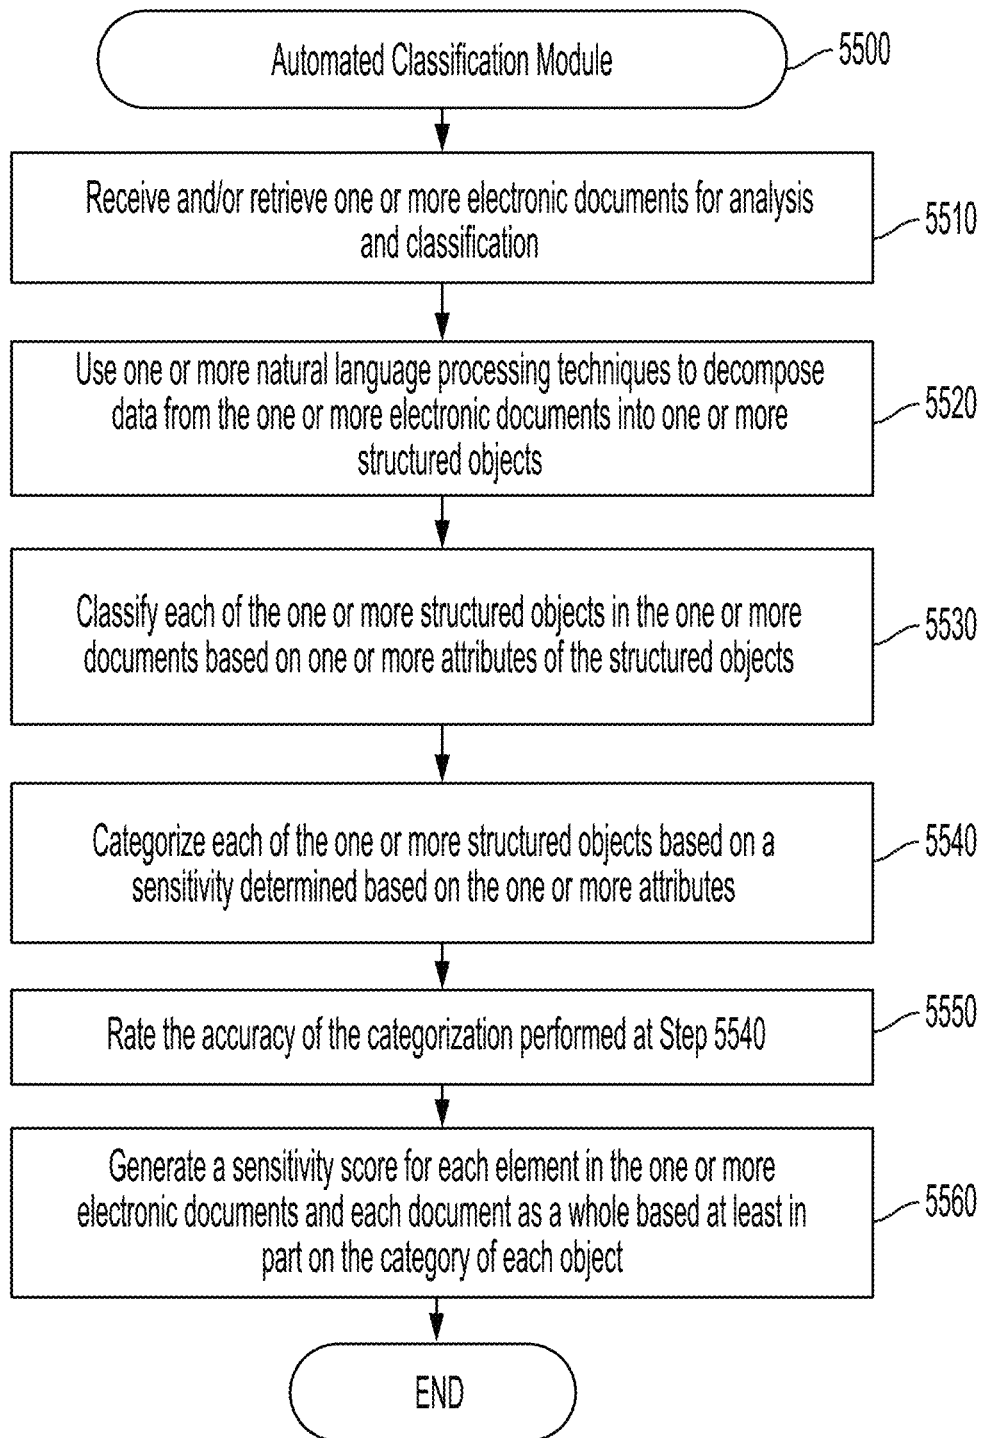 Automated Classification Module
5500
Receive and/or retrieve one or more electronic documents for analysis
and classification
5510
Use one or more natural language processing techniques to decompose
data from the one or more electronic documents into one or more
structured objects
5520
Classify each of the one or more structured objects in the one or more
documents based on one or more attributes of the structured objects
5530
Categorize each of the one or more structured objects based on a
sensitivity determined based on the one or more attributes
5540
Rate the accuracy of the categorization performed at Step 5540
5550
Generate a sensitivity score for each element in the one or more
electronic documents and each document as a whole based at least in
part on the category of each object
5560
END